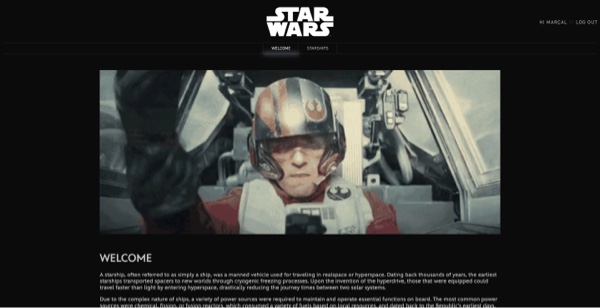 STAR
WARS
HI MARÇAL LOG OUT
WELCOME STARSHIPS
WELCOME
A starship, often referred to as simply a ship, was a manned vehicle used for traveling in realspace or hyperspace. Dating back thousands of years, the earliest
starships transported spacers to new worlds through cryogenic freezing processes. Upon the invention of the hyperdrive, those that were equipped could
travel faster than light by entering hyperspace, drastically reducing the journey times between two solar systems.
Due to the complex nature of ships, a variety of power sources were required to maintain and operate essential functions on board. The most common power
sources were chemical, fission, or fusion reactors, which consumed a variety of fuels based on local resources, and dated back to the Republic's earliest days.